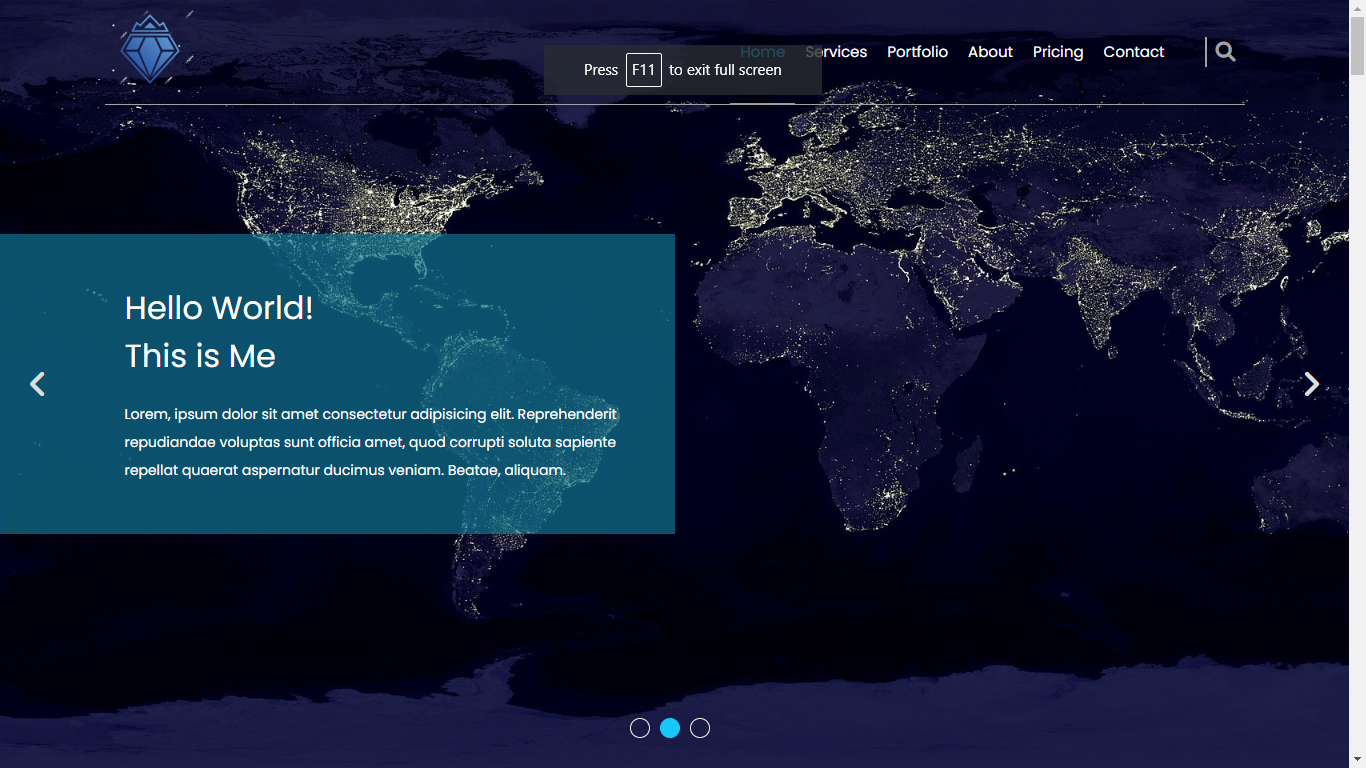 Home Services Portfolio About Pricing Contact
Press F11 to exit full screen
Hello World!
This is Me
Lorem, ipsum dolor sit amet consectetur adipisicing elit. Reprehenderit
repudiandae voluptas sunt officia amet, quod corrupti soluta sapiente
repellat quaerat aspernatur ducimus veniam. Beatae, aliquam.